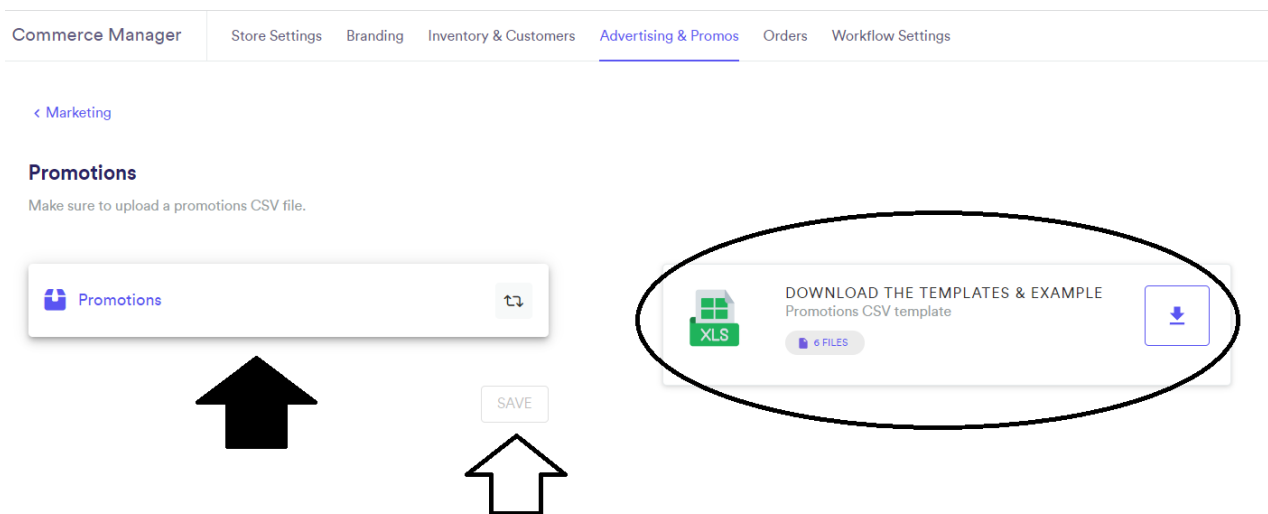 Commerce Manager
Store Settings
Branding
Inventory & Customers
Advertising & Promos
Orders
Workflow Settings
< Marketing
Promotions
Make sure to upload a promotions CSV file.
Promotions
SAVE
XLS
DOWNLOAD THE TEMPLATES & EXAMPLE
Promotions CSV template
6 FILES